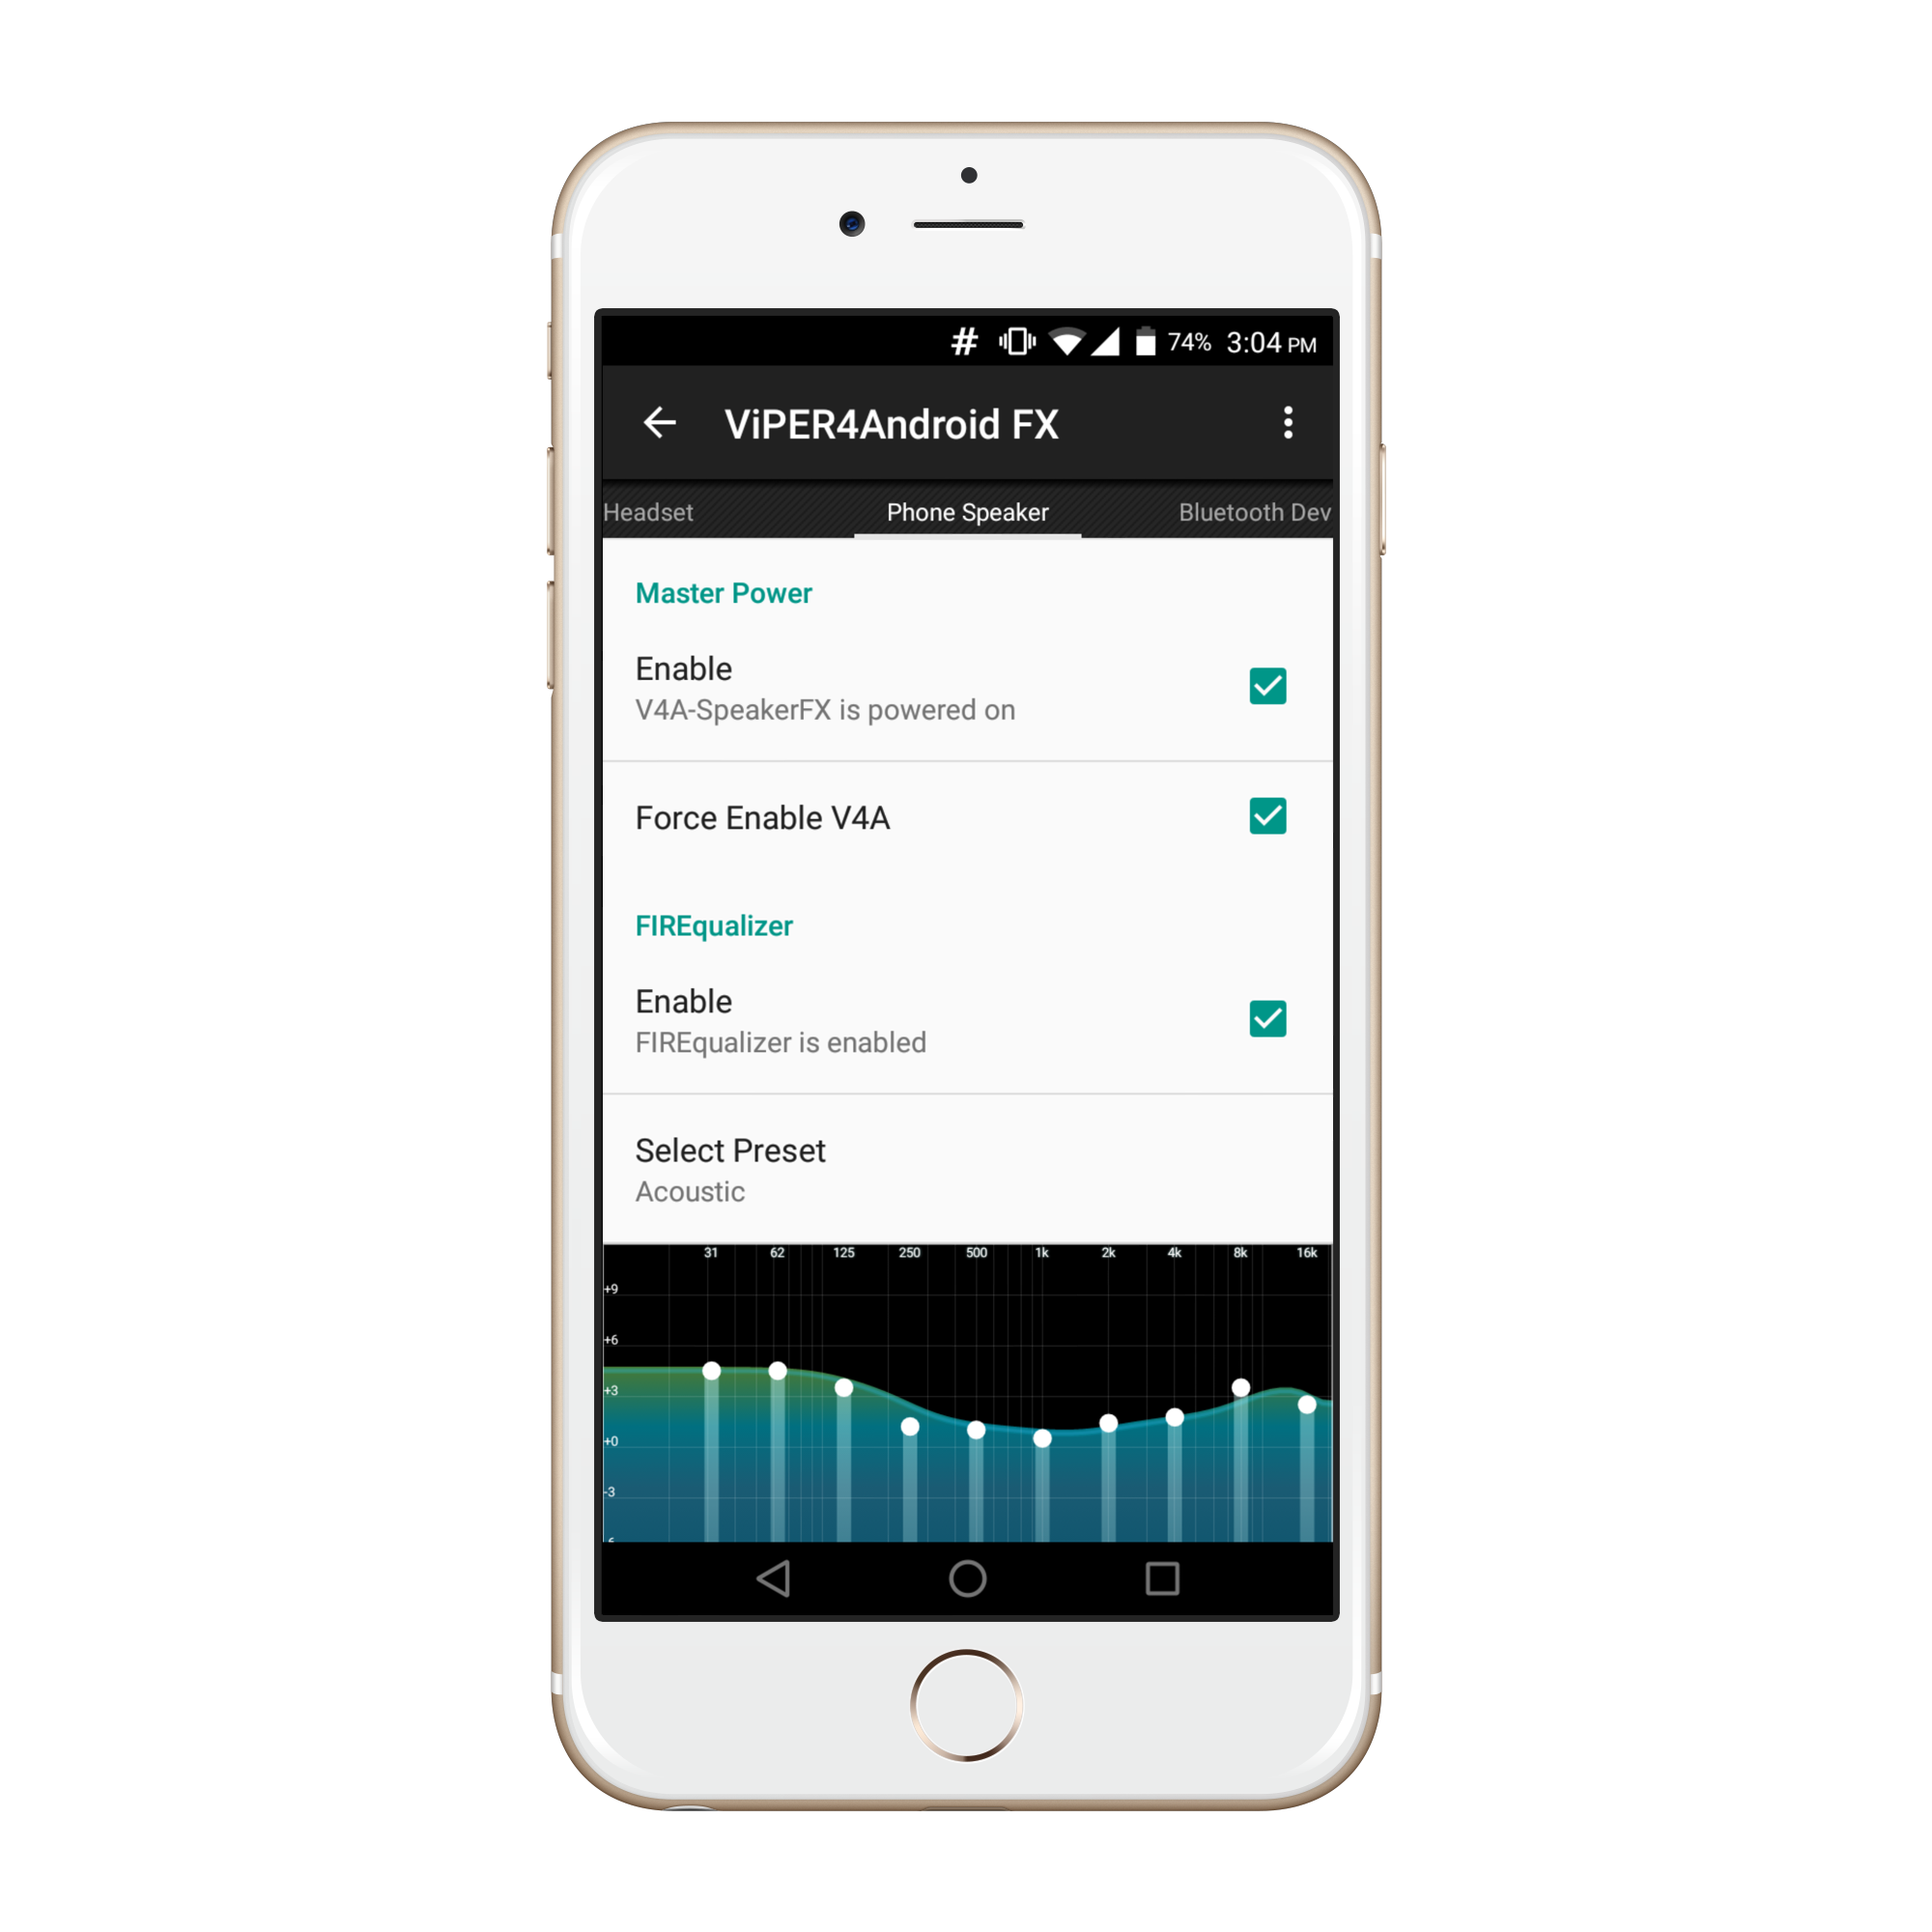 # 74% 3:04 PM
ViPER4Android FX
Headset Phone Speaker Bluetooth Dev
Master Power
Enable
V4A-SpeakerFX is powered on
Force Enable V4A
FIREqualizer
Enable
FIREqualizer is enabled
Select Preset
Acoustic
31 62 125 250 500 1k 2k 4k 8k 16k
+9
+6
+3
+0
-3